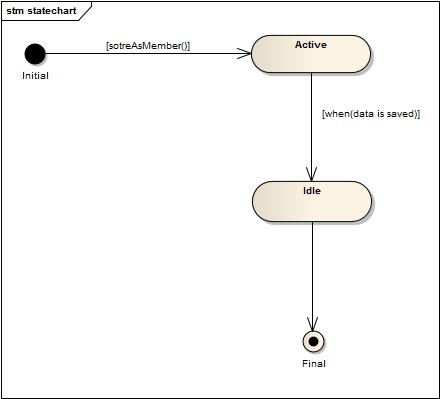 stm statechart
[sotreAsMember()]
Active
Initial
[when(data is saved)]
Idle
Final